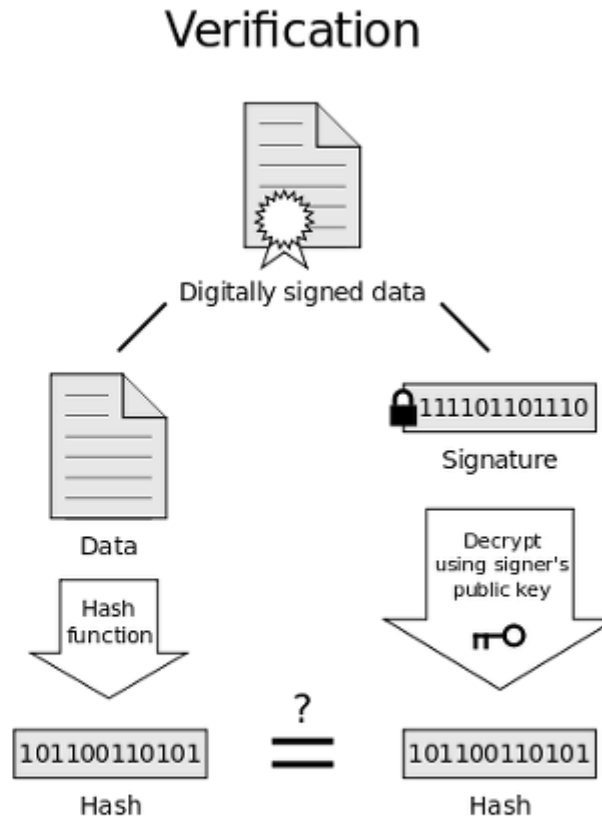 Verification
Digitally signed data
111101101110
Signature
Data
Decrypt
using signer's
public key
Hash
function
?
=
101100110101
101100110101
Hash
Hash